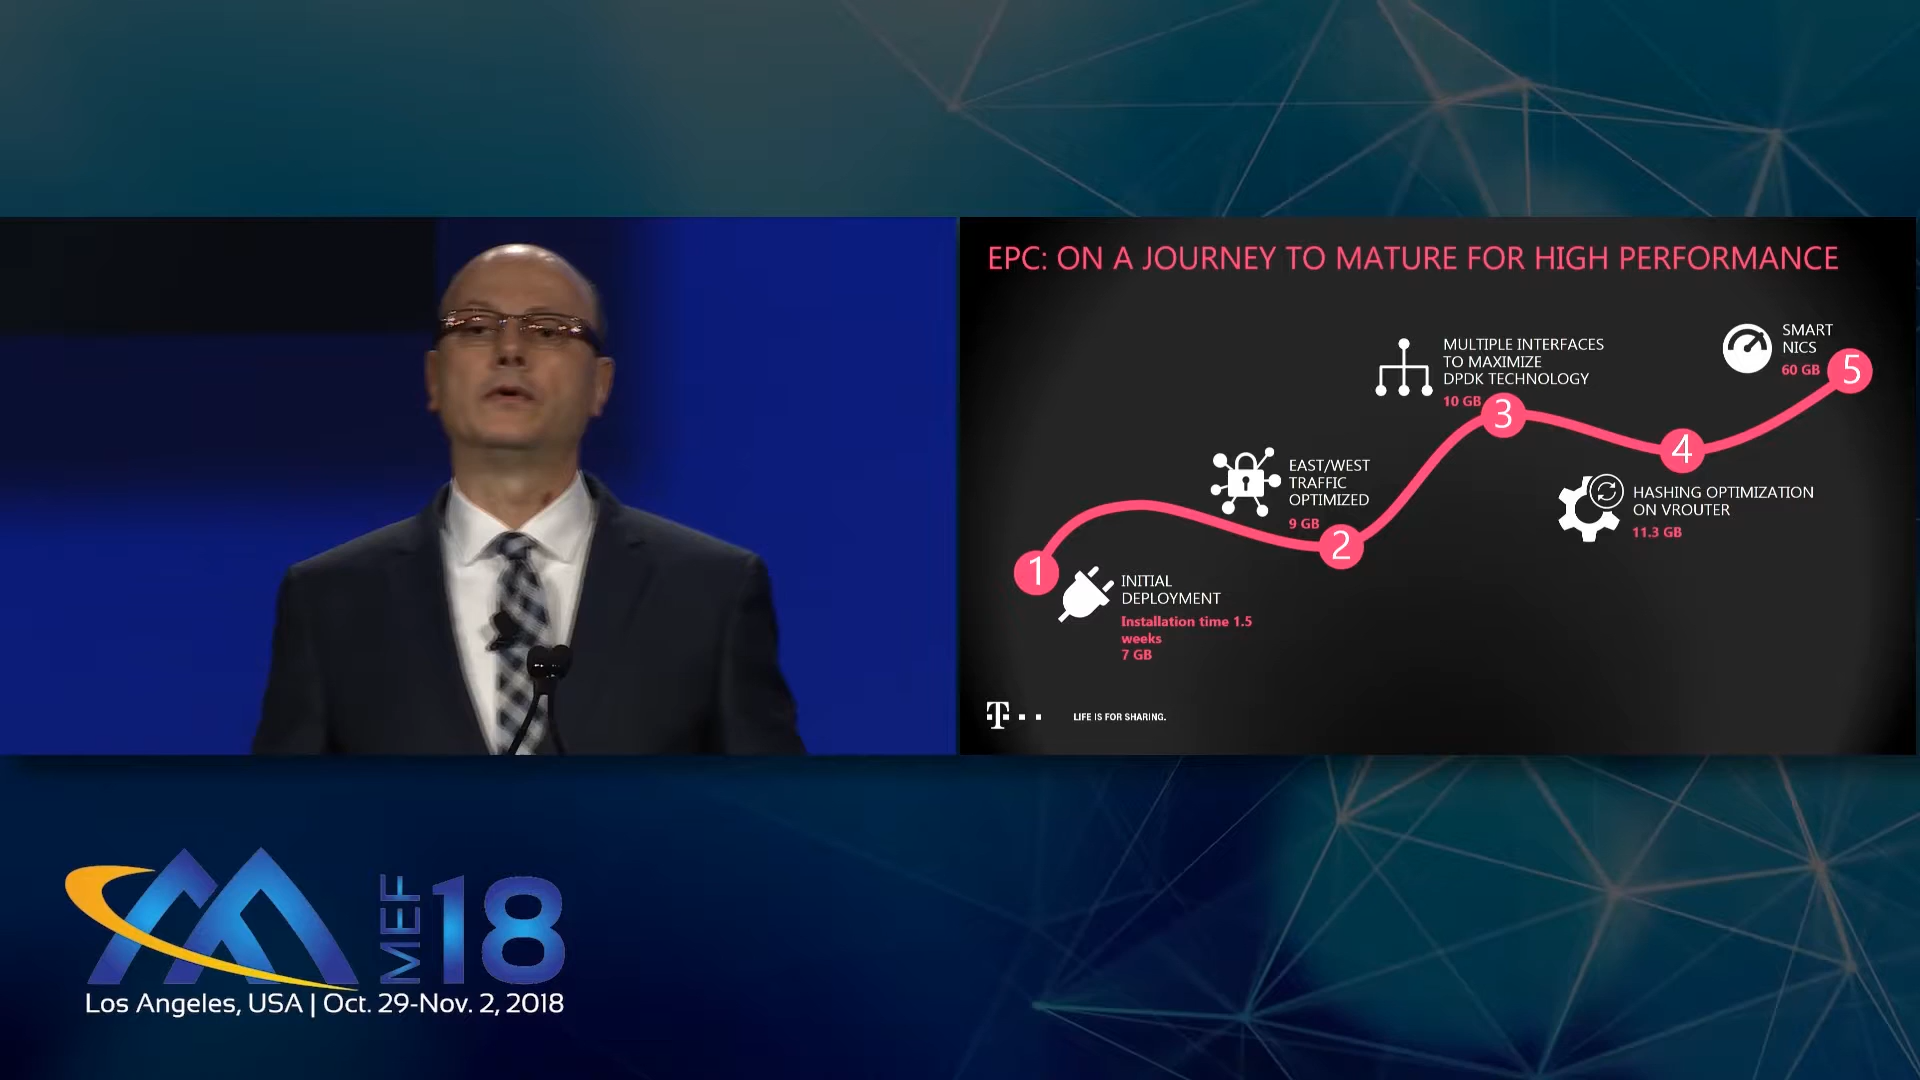 EPC: ON A JOURNEY TO MATURE FOR HIGH PERFORMANCE
1
INITIAL
DEPLOYMENT
Installation time 1.5
weeks
7 GB
EAST/WEST
TRAFFIC
OPTIMIZED
9 GB
2
MULTIPLE INTERFACES
TO MAXIMIZE
DPDK TECHNOLOGY
10 GB
3
4
HASHING OPTIMIZATION
ON VROUTER
11.3 GB
SMART
NICS
60 GB
5
T
LIFE IS FOR SHARING.
MEF 18
Los Angeles, USA | Oct. 29-Nov. 2, 2018